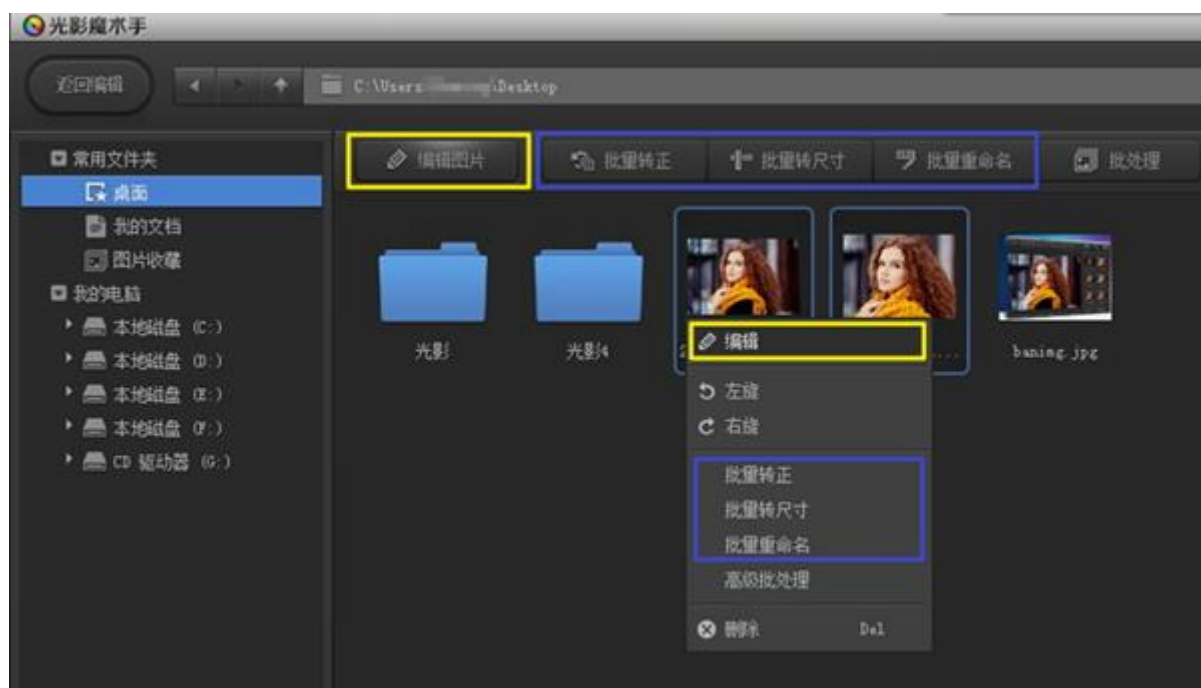 光影魔术手
返回编辑
C:\Users \Desktop
常用文件夹
桌面
我的文档
图片收藏
我的电脑
本地磁盘 (C:)
本地磁盘 (D:)
本地磁盘 (E:)
本地磁盘 (F:)
CD 驱动器 (G:)
编辑图片 批量转正 批量转尺寸 批量重命名 批处理
光影 光影4 baning.jpg
编辑
左旋
右旋
批量转正
批量转尺寸
批量重命名
高级批处理
删除 Del